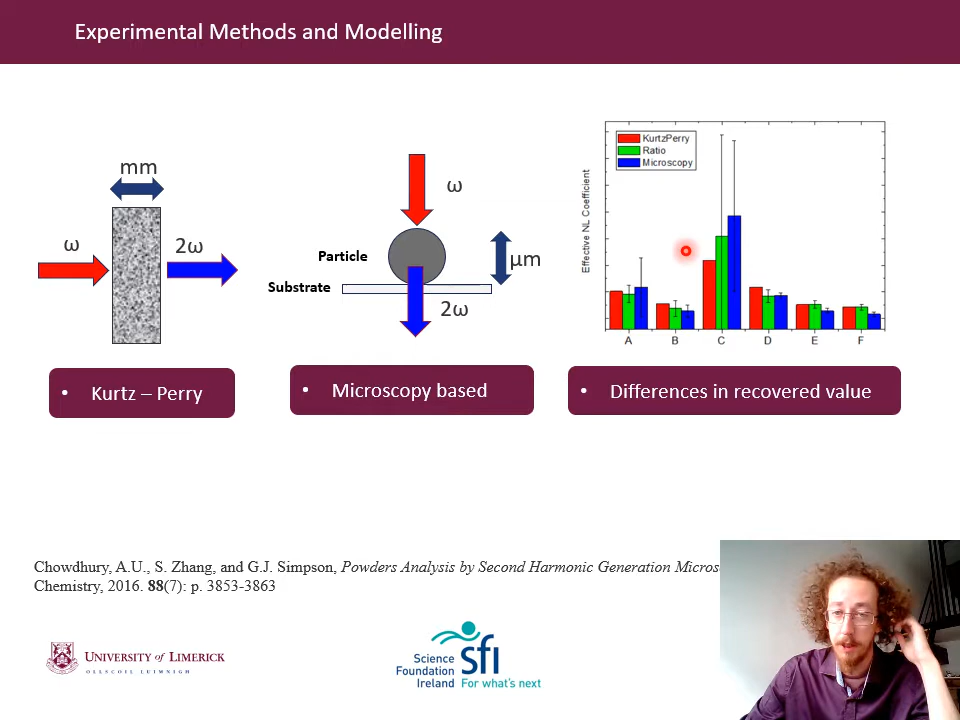 Experimental Methods and Modelling
mm
ω
2ω
• Kurtz – Perry
ω
Particle
Substrate
μm
2ω
• Microscopy based
KurtzPerry
Ratio
Microscopy
Effective NL Coefficient
A B C D E F
• Differences in recovered value
Chowdhury, A.U., S. Zhang, and G.J. Simpson, Powders Analysis by Second Harmonic Generation
Chemistry, 2016. 88(7): p. 3853-3863
UNIVERSITY of LIMERICK
OLLSCOIL LUIMNIGH
Science
Foundation
Ireland
sfi
For what's next